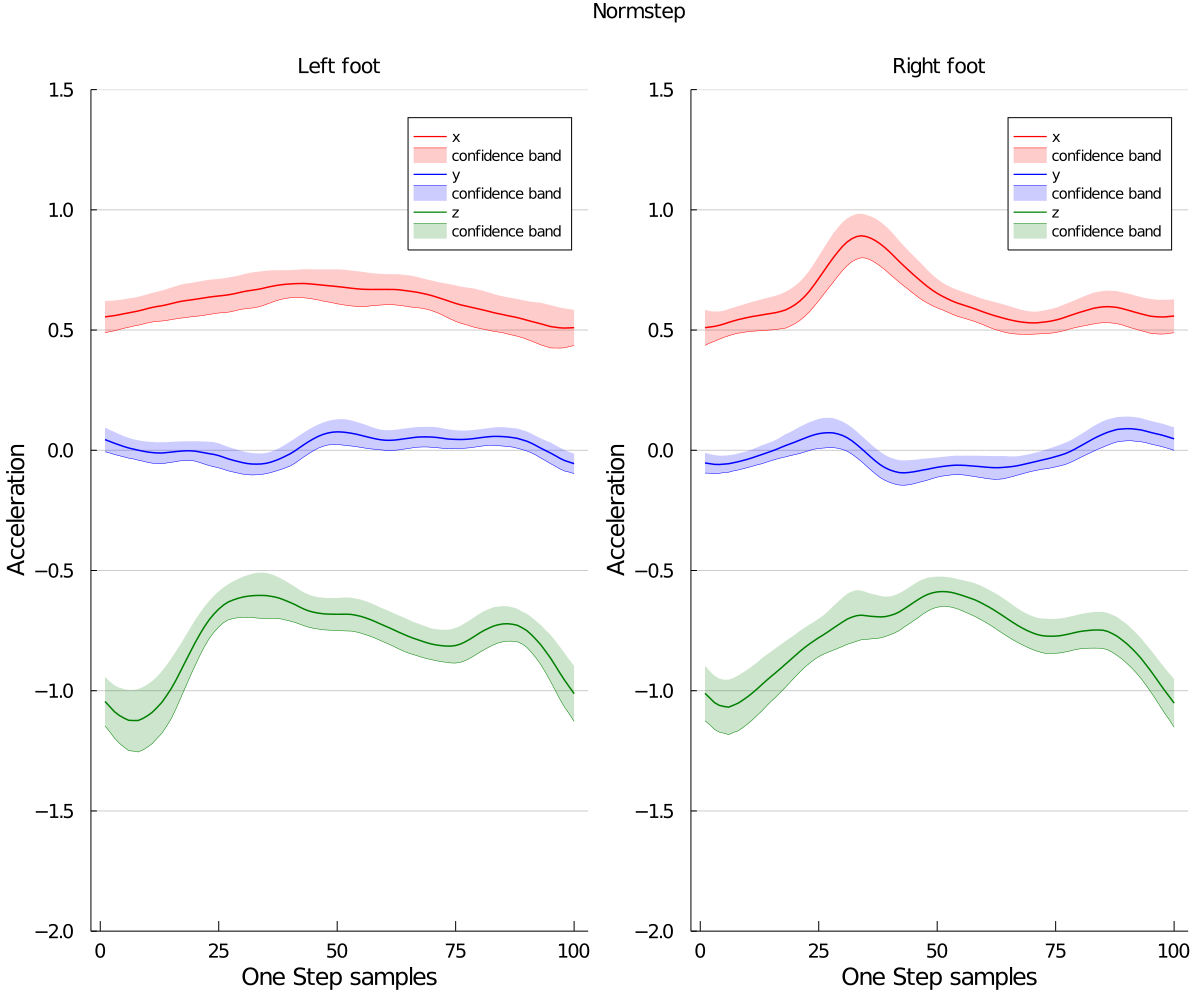 Normstep
Left foot
1.5
1.0
0.5
0.0
−0.5
−1.0
−1.5
−2.0
Acceleration
x
confidence band
y
confidence band
z
confidence band
0 25 50 75 100
One Step samples
Right foot
1.5
1.0
0.5
0.0
−0.5
−1.0
−1.5
−2.0
Acceleration
x
confidence band
y
confidence band
z
confidence band
0 25 50 75 100
One Step samples